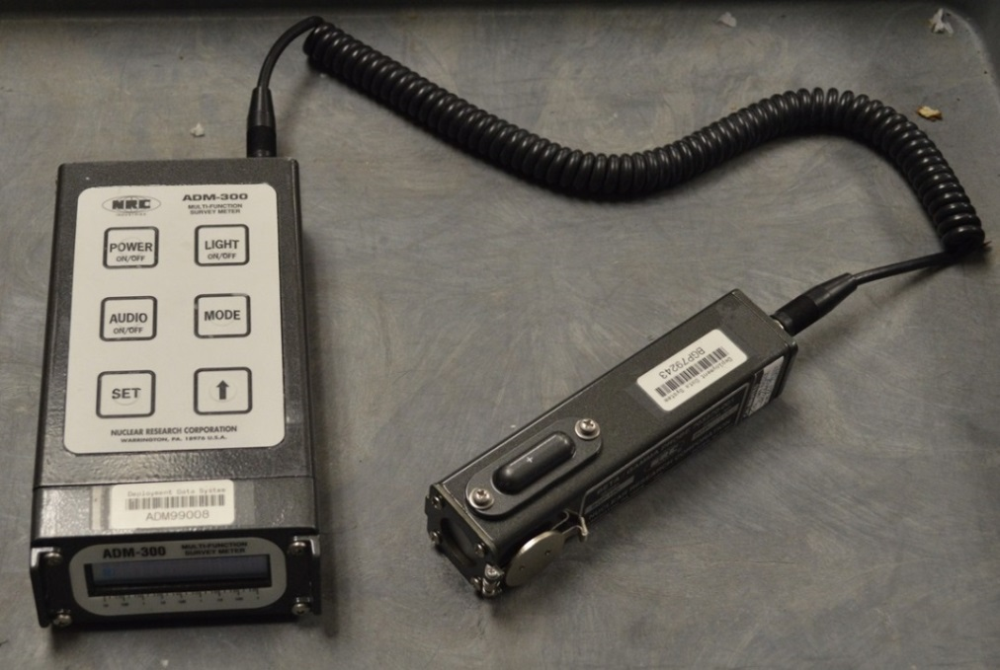 NRC
INDUSTRIES
ADM-300
MULTI-FUNCTION
SURVEY METER
POWER
ON/OFF
LIGHT
ON/OFF
AUDIO
ON/OFF
MODE
SET
NUCLEAR RESEARCH CORPORATION
WARRINGTON, PA. 18976 U.S.A.
Deployment Data System
ADM99008
ADM-300
MULTI-FUNCTION
SURVEY METER
Deployment Data System
BGP79243